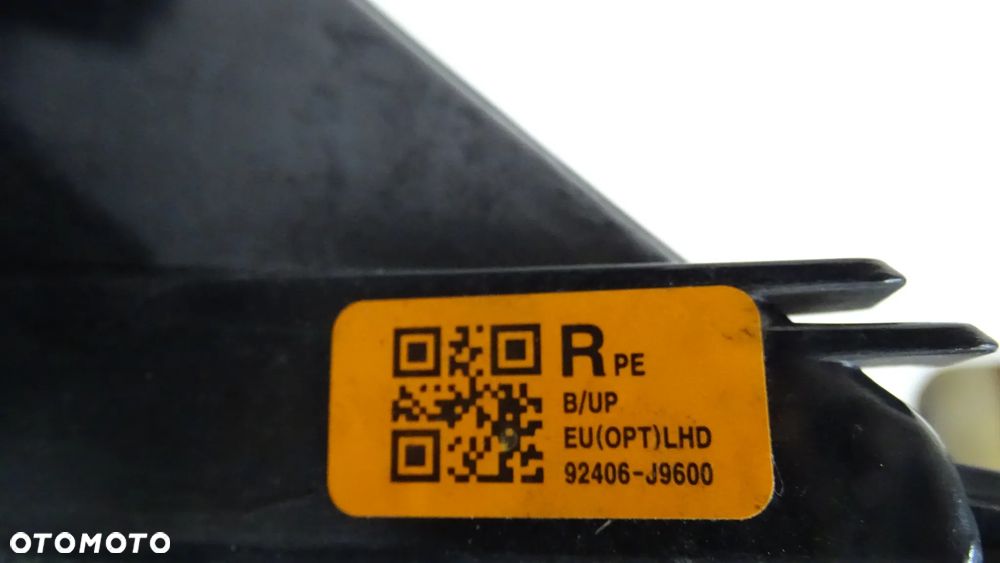 R PE
B/UP
EU(OPT)LHD
92406-J9600
OTOMOTO